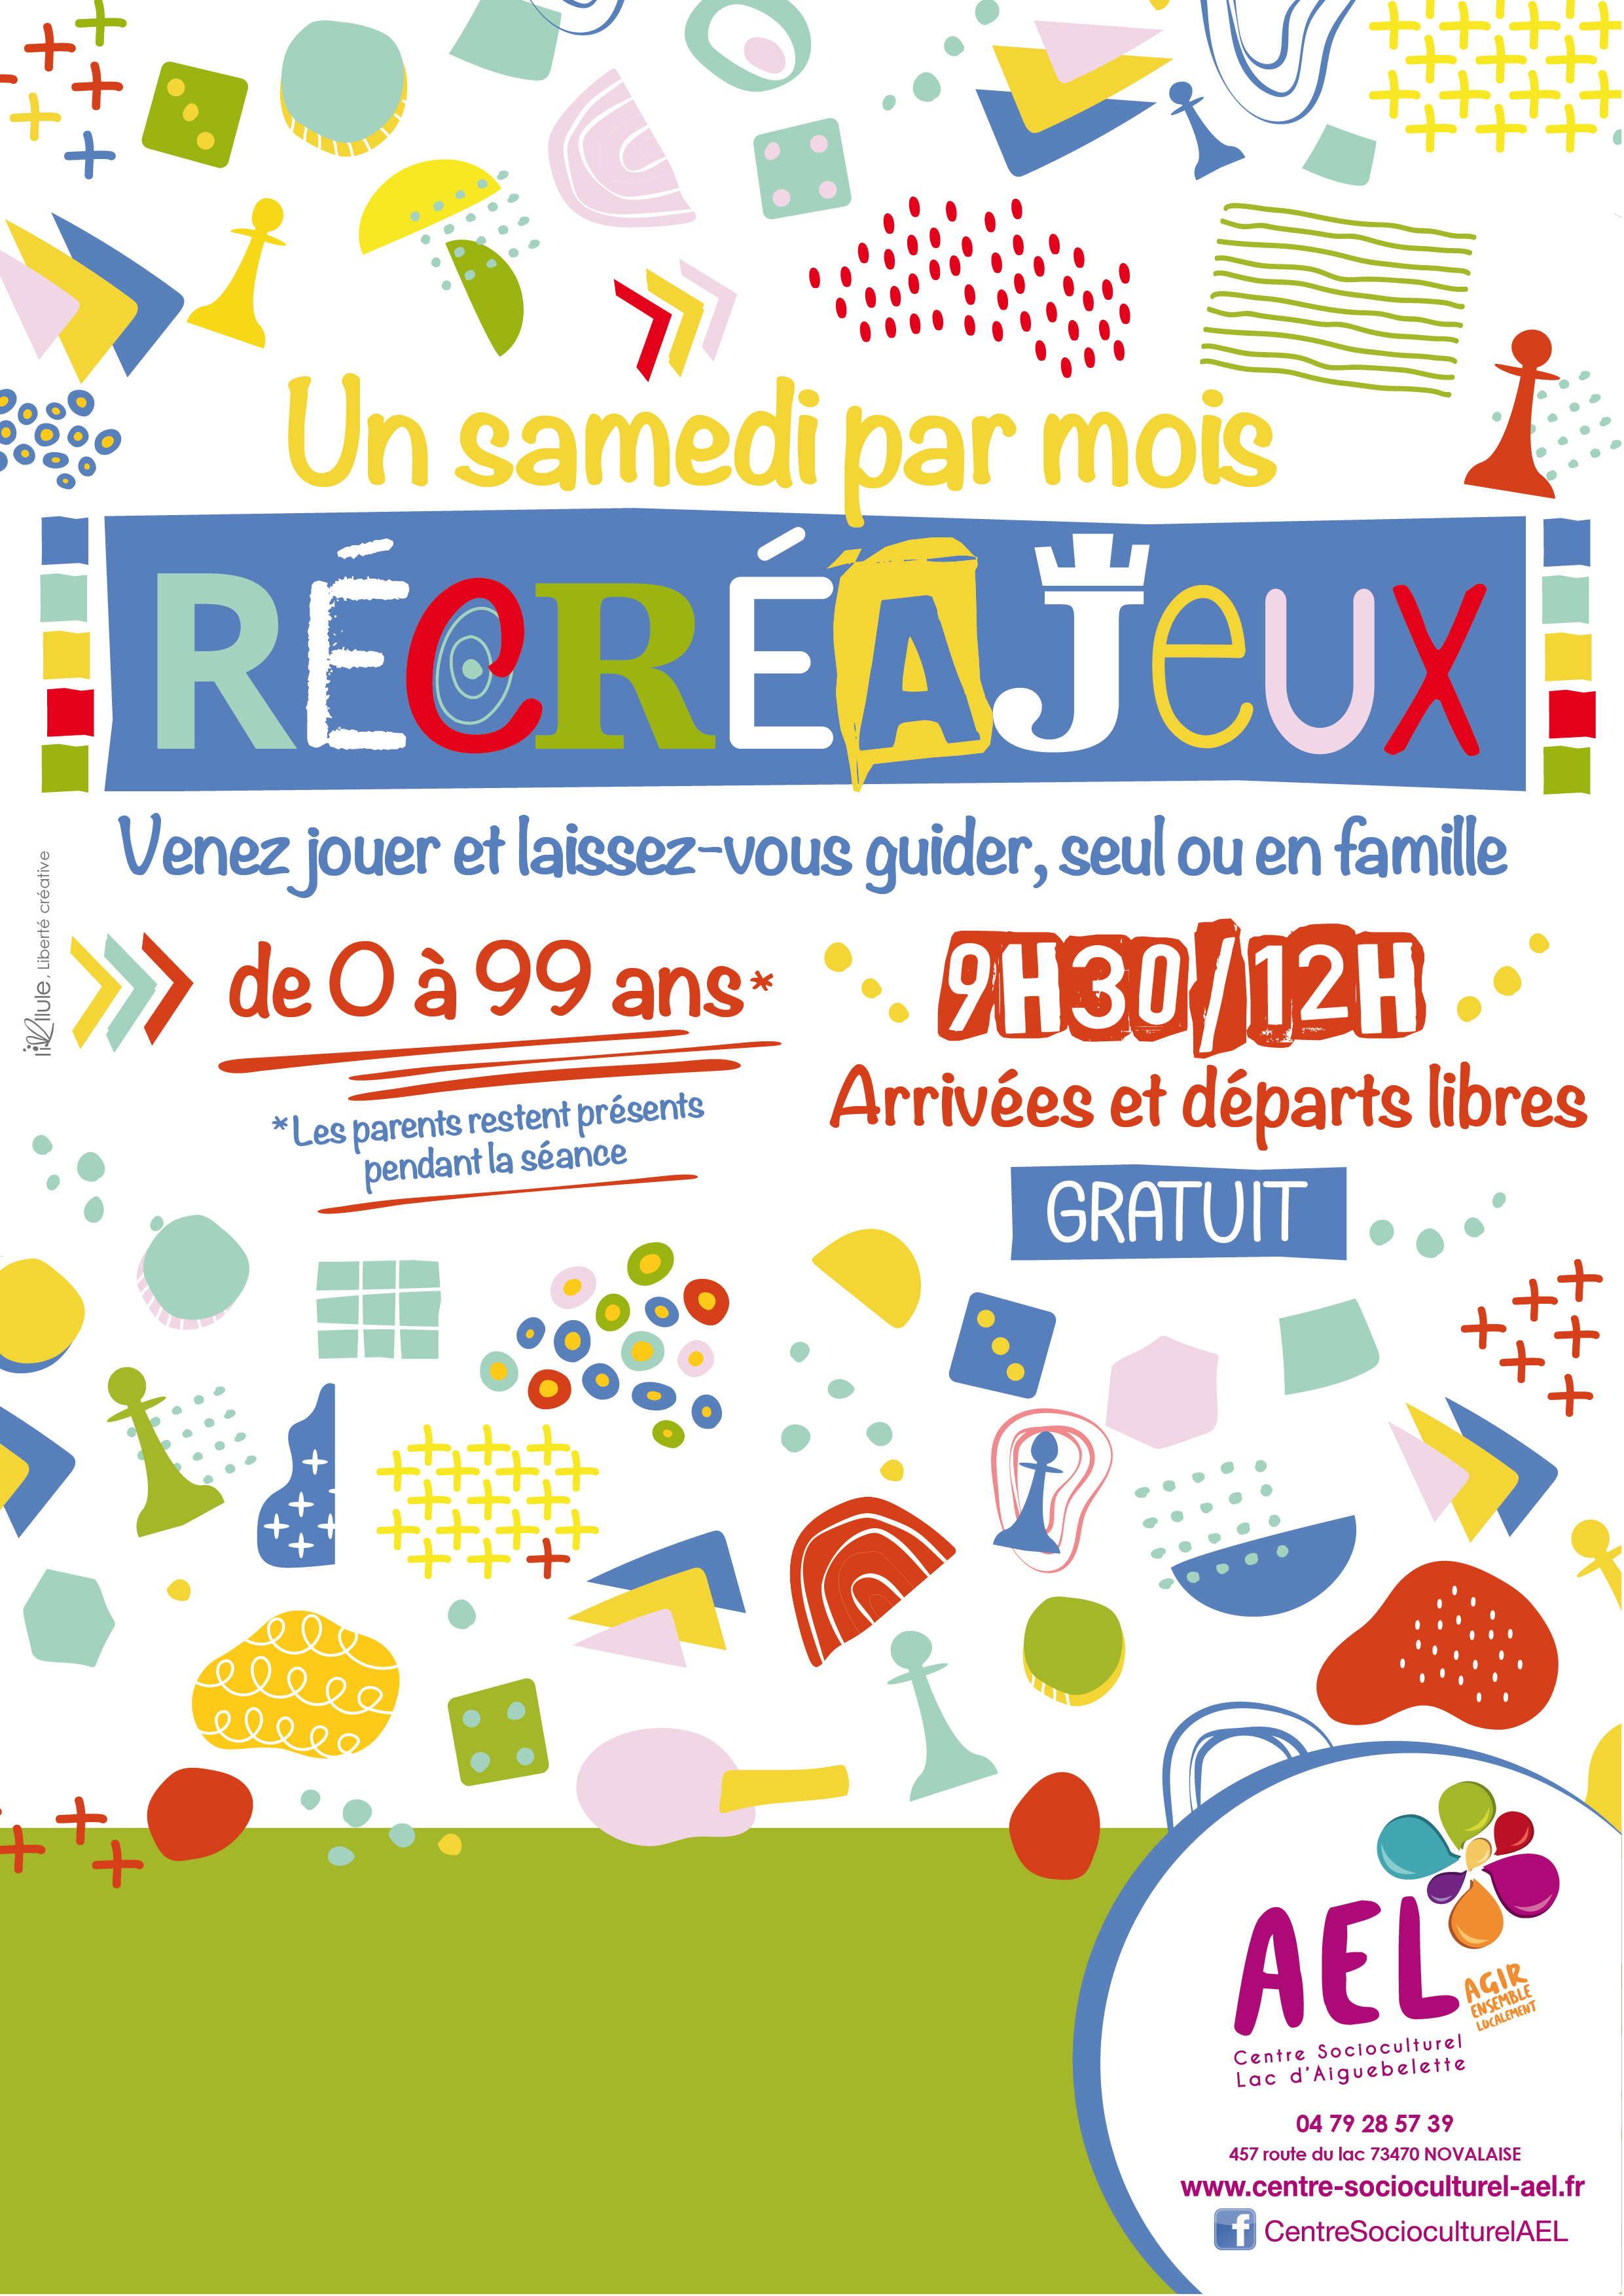 Un samedi par mois
RÉCRÉAJeux
Venez jouer et laissez-vous guider, seul ou en famille
de 0 à 99 ans*
*Les parents restent présents
pendant la séance
9H30/12H
Arrivées et départs libres
GRATUIT
libellule, Liberté créative
AEL
AGIR
ENSEMBLE
LOCALEMENT
Centre Socioculturel
Lac d'Aiguebelette
04 79 28 57 39
457 route du lac 73470 NOVALAISE
www.centre-socioculturel-ael.fr
f CentreSocioculturelAEL